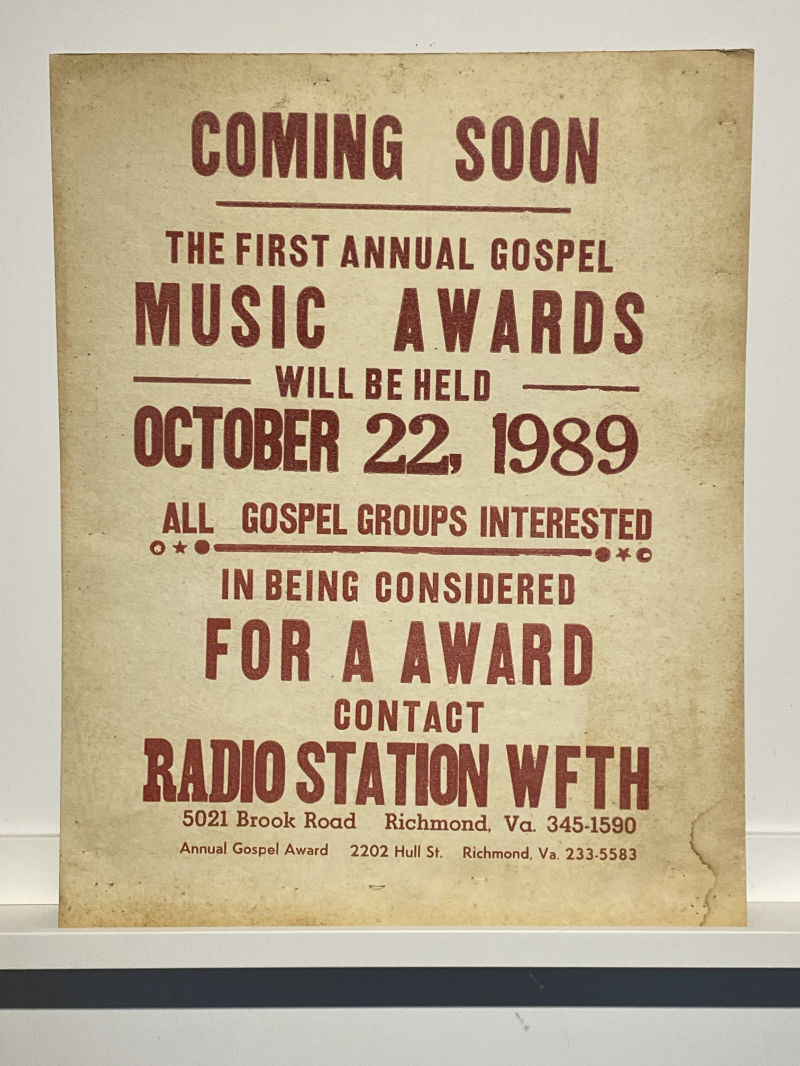 COMING SOON
THE FIRST ANNUAL GOSPEL
MUSIC AWARDS
WILL BE HELD
OCTOBER 22, 1989
ALL GOSPEL GROUPS INTERESTED
IN BEING CONSIDERED
FOR A AWARD
CONTACT
RADIO STATION WFTH
5021 Brook Road Richmond, Va. 345-1590
Annual Gospel Award 2202 Hull St. Richmond, Va. 233-5583